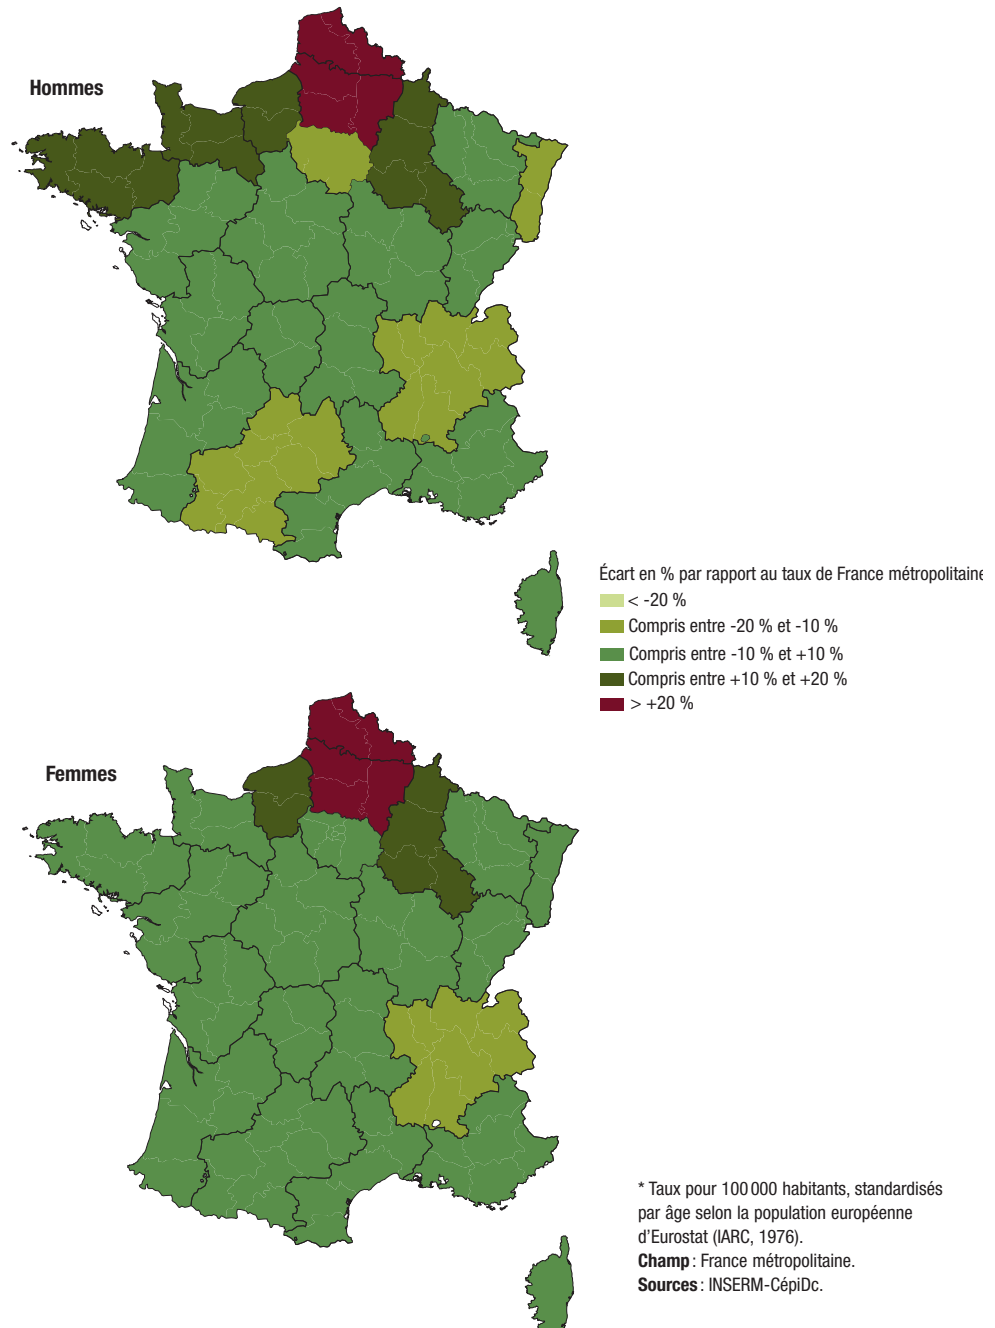 Hommes
Écart en % par rapport au taux de France métropolitaine
< -20 %
Compris entre -20 % et -10 %
Compris entre -10 % et +10 %
Compris entre +10 % et +20 %
> +20 %
Femmes
* Taux pour 100 000 habitants, standardisés
par âge selon la population européenne
d'Eurostat (IARC, 1976).
Champ : France métropolitaine.
Sources : INSERM-CépiDc.